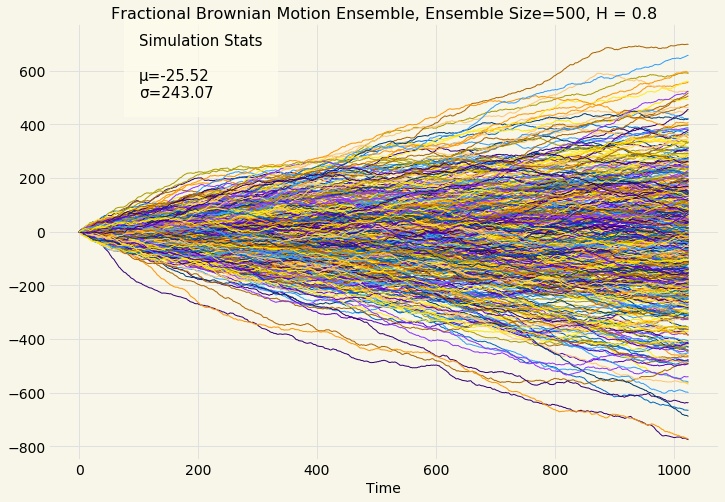 Fractional Brownian Motion Ensemble, Ensemble Size=500, H = 0.8
Simulation Stats
μ=-25.52
σ=243.07
600
400
200
0
−200
−400
−600
−800
0 200 400 600 800 1000
Time